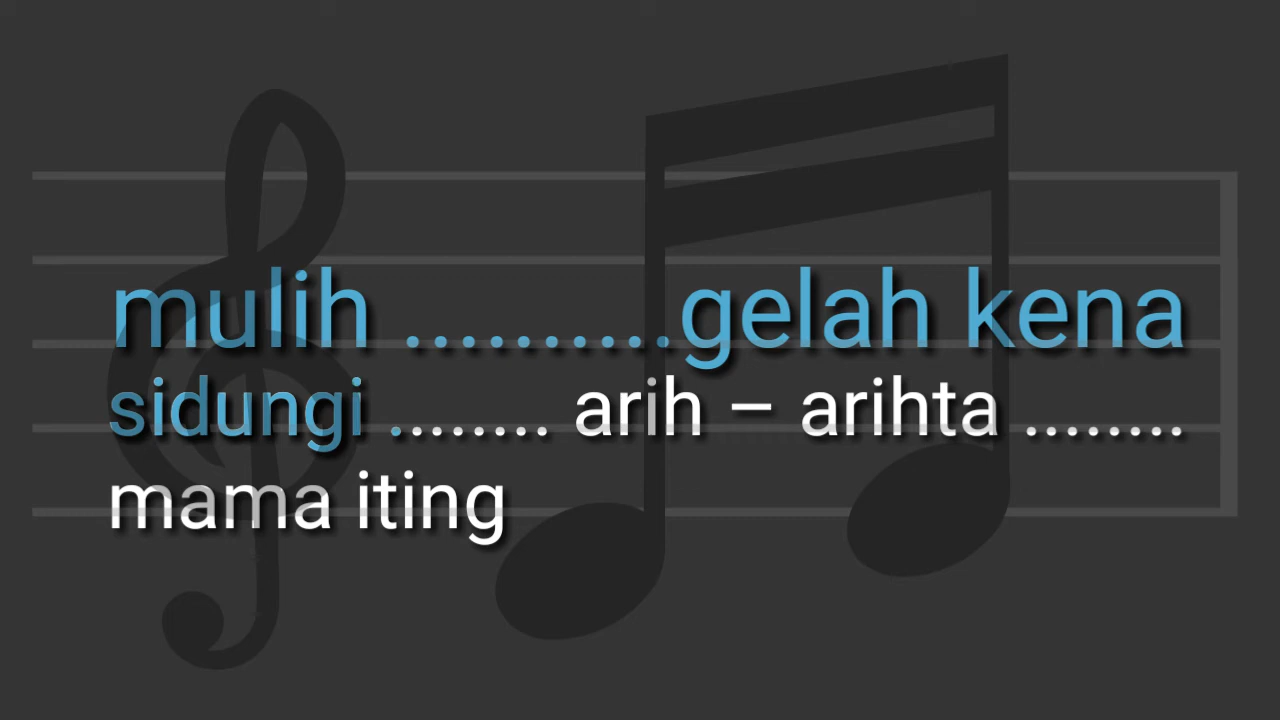 mulih ..........gelah kena
sidungi ........ arih – arihta ........
mama iting